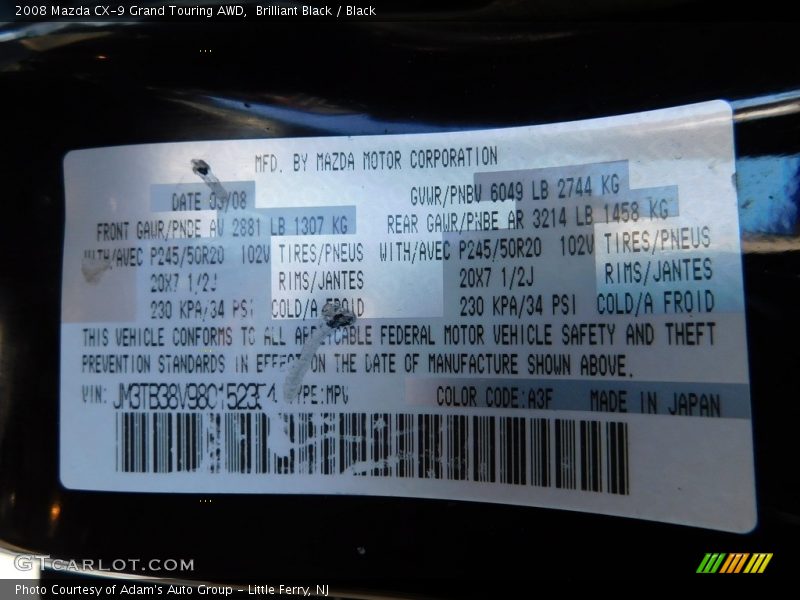 2008 Mazda CX-9 Grand Touring AWD, Brilliant Black / Black
MFD. BY MAZDA MOTOR CORPORATION
DATE /08 GVWR/PNBV 6049 LB 2744 KG
FRONT GAWR/PNBE AV 2881 LB 1307 KG REAR GAWR/PNBE AR 3214 LB 1458 KG
WITH/AVEC P245/50R20 102V TIRES/PNEUS WITH/AVEC P245/50R20 102V TIRES/PNEUS
20X7 1/2J RIMS/JANTES 20X7 1/2J RIMS/JANTES
230 KPA/34 PSI COLD/A FROID 230 KPA/34 PSI COLD/A FROID
THIS VEHICLE CONFORMS TO ALL APPLICABLE FEDERAL MOTOR VEHICLE SAFETY AND THEFT
PREVENTION STANDARDS IN EFFECT ON THE DATE OF MANUFACTURE SHOWN ABOVE.
VIN: TYPE:MPV COLOR CODE:A3F MADE IN JAPAN
GTCARLOT.COM
Photo Courtesy of Adam's Auto Group - Little Ferry, NJ